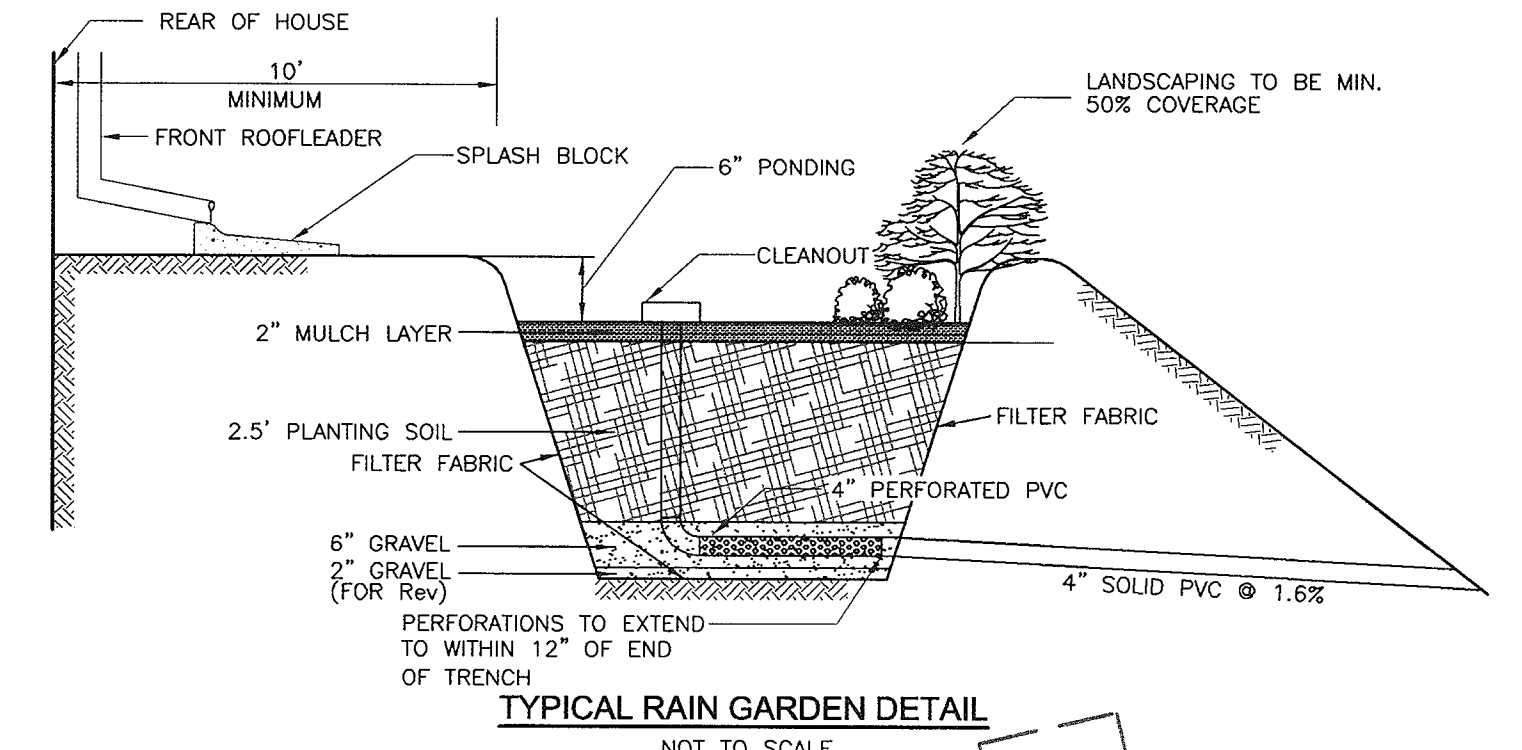 REAR OF HOUSE
10'
MINIMUM
FRONT ROOFLEADER
SPLASH BLOCK
6" PONDING
LANDSCAPING TO BE MIN.
50% COVERAGE
CLEANOUT
2" MULCH LAYER
2.5' PLANTING SOIL
FILTER FABRIC
FILTER FABRIC
4" PERFORATED PVC
6" GRAVEL
2" GRAVEL
(FOR Rev)
4" SOLID PVC @ 1.6%
PERFORATIONS TO EXTEND
TO WITHIN 12" OF END
OF TRENCH
TYPICAL RAIN GARDEN DETAIL
NOT TO SCALE